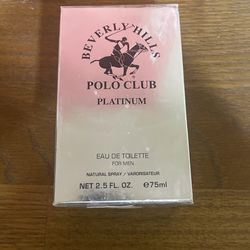 BEVERLY HILLS
POLO CLUB
PLATINUM
EAU DE TOILETTE
FOR MEN
NATURAL SPRAY / VAPORISATEUR
NET 2.5 FL. OZ. ℮75ml